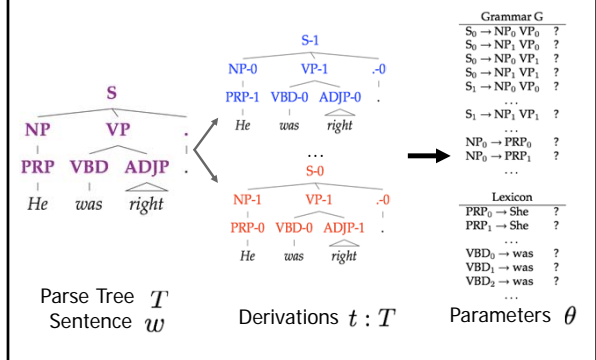 S
NP VP .
PRP VBD ADJP .
He was right
Parse Tree T
Sentence w
S-1
NP-0 VP-1 .-0
PRP-1 VBD-0 ADJP-0 .
He was right
...
S-0
NP-1 VP-1 .-0
PRP-0 VBD-0 ADJP-1 .
He was right
Derivations t : T
Grammar G
S₀ → NP₀ VP₀ ?
S₀ → NP₁ VP₀ ?
S₀ → NP₀ VP₁ ?
S₀ → NP₁ VP₁ ?
S₁ → NP₀ VP₀ ?
...
S₁ → NP₁ VP₁ ?
...
NP₀ → PRP₀ ?
NP₀ → PRP₁ ?
...
Lexicon
PRP₀ → She ?
PRP₁ → She ?
...
VBD₀ → was ?
VBD₁ → was ?
VBD₂ → was ?
...
Parameters θ